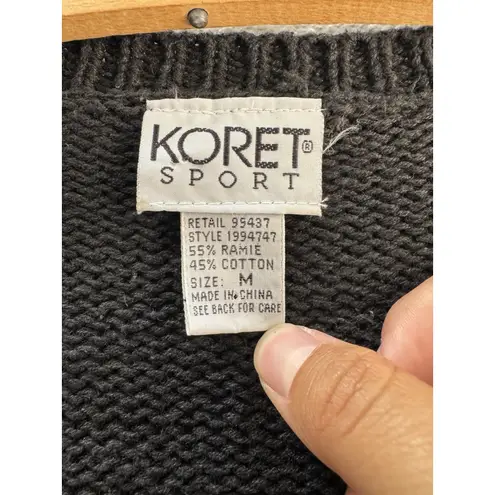 KORET®
SPORT
RETAIL 95437
STYLE 1994747
55% RAMIE
45% COTTON
SIZE: M
MADE IN CHINA
SEE BACK FOR CARE